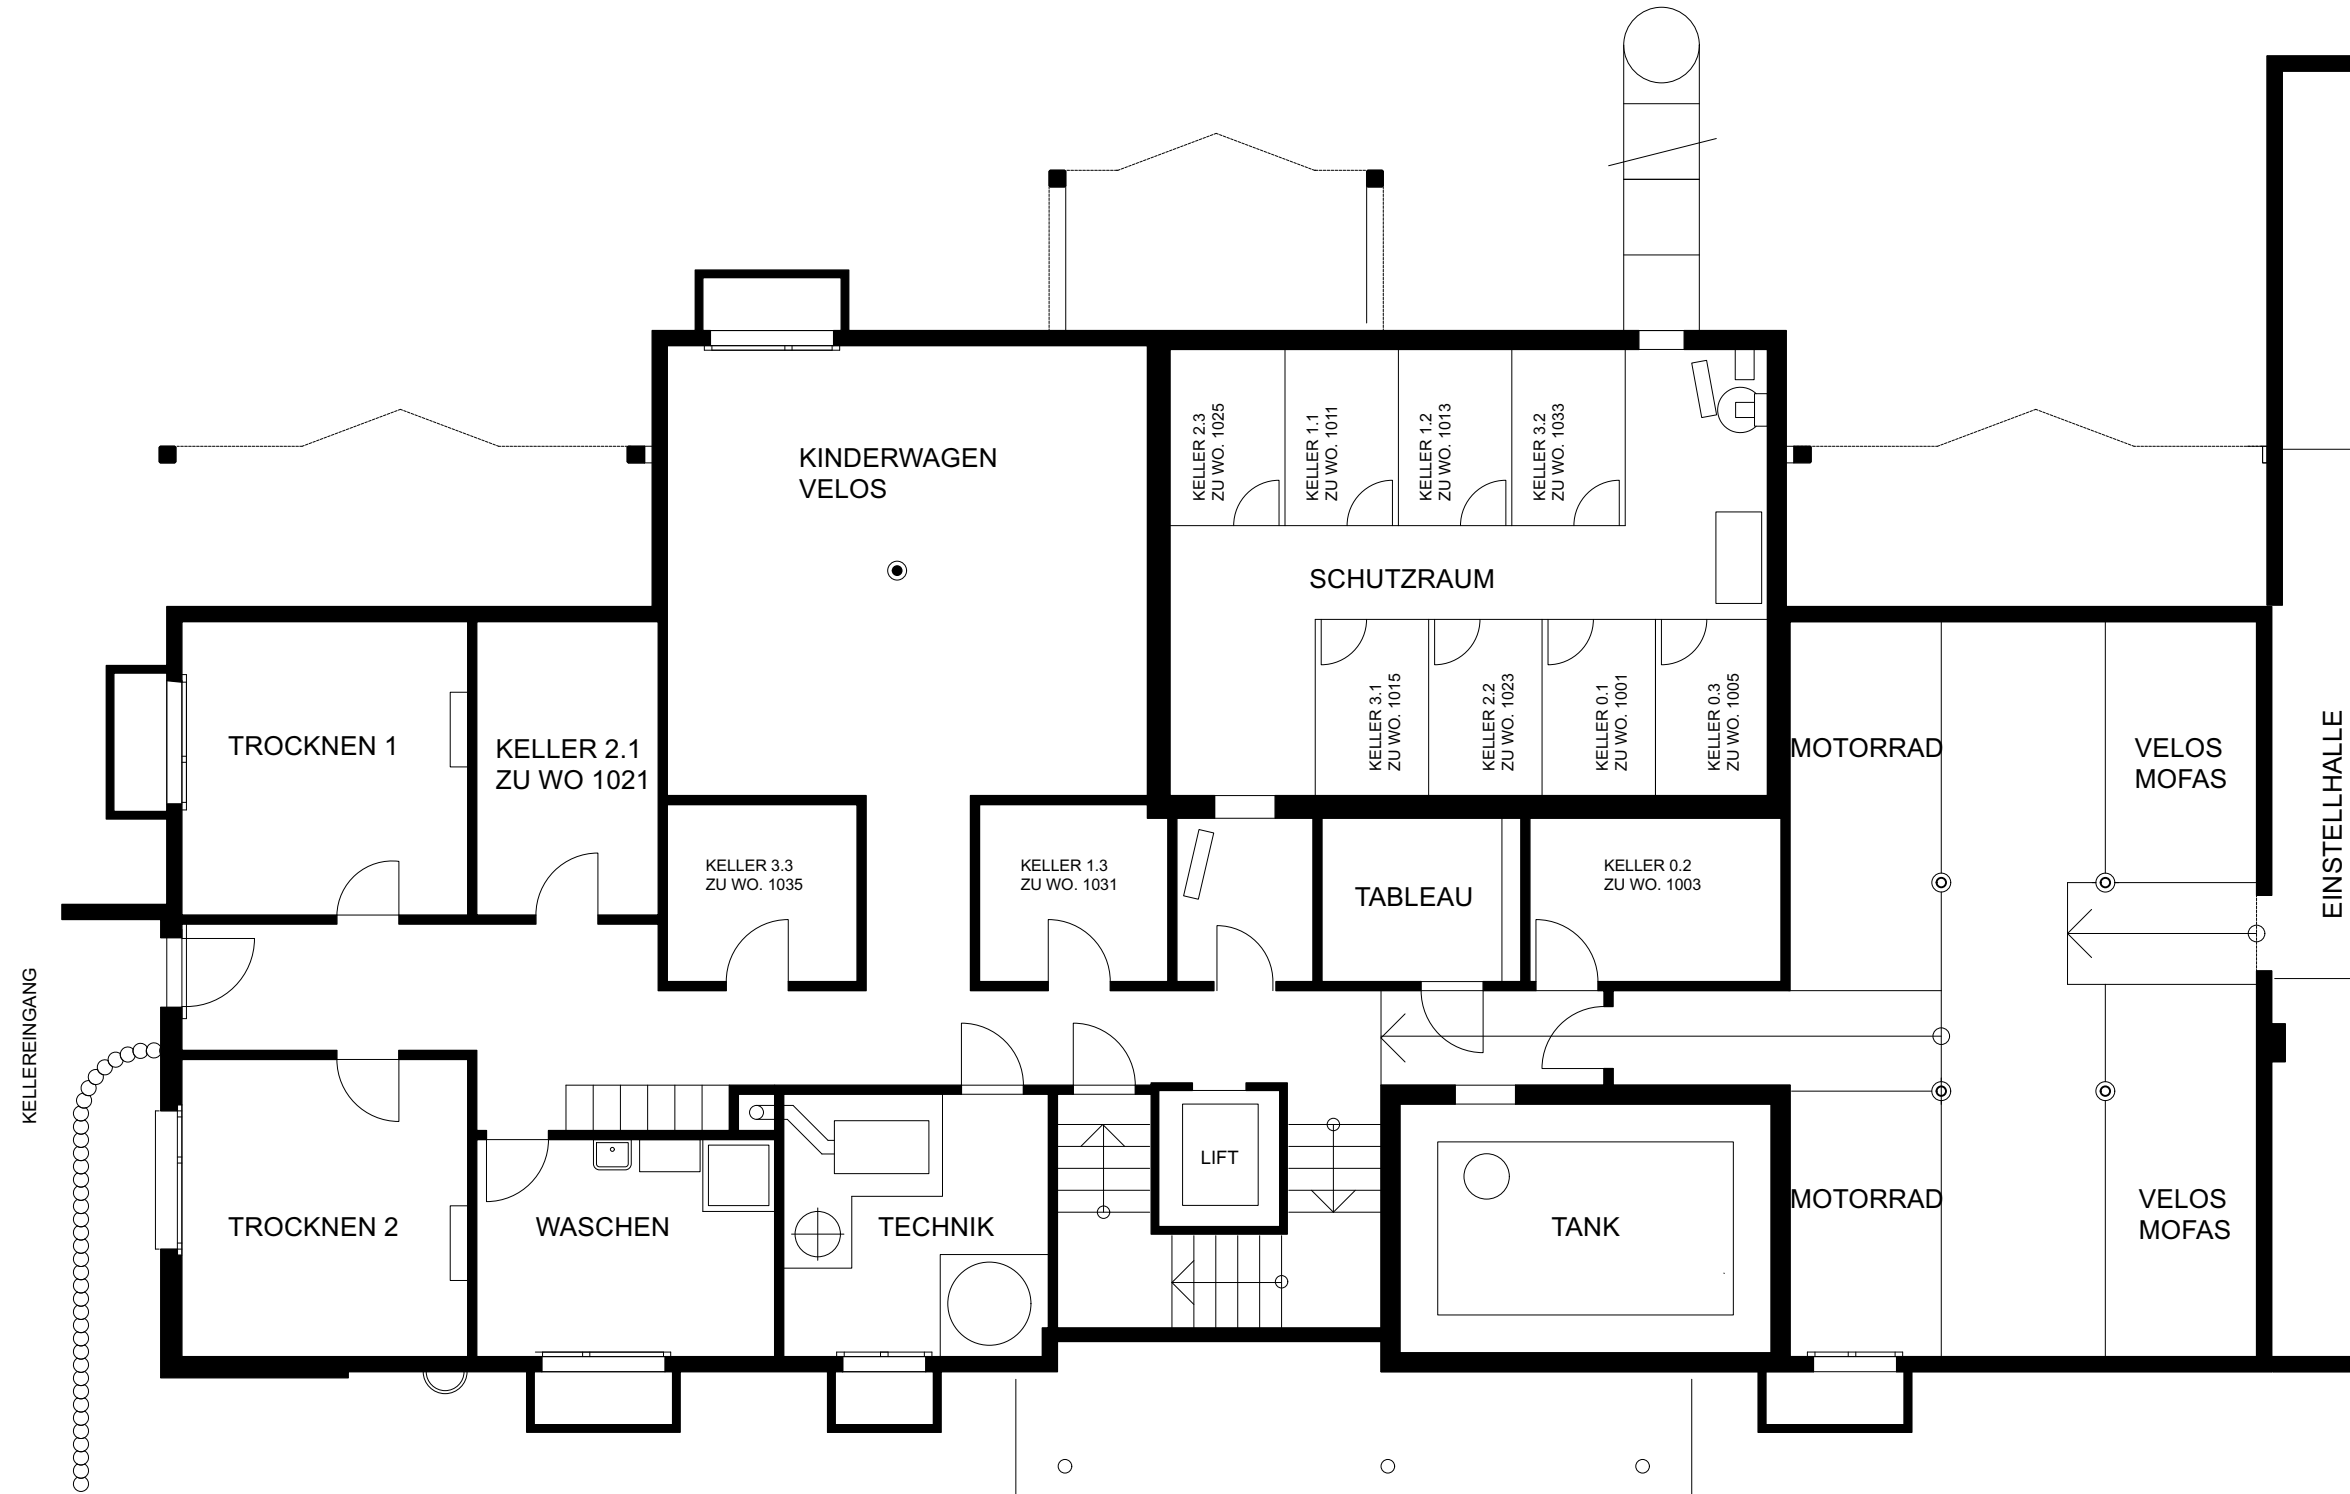 KINDERWAGEN
VELOS
KELLER 2.3
ZU WO. 1025
KELLER 1.1
ZU WO. 1011
KELLER 1.2
ZU WO. 1013
KELLER 3.2
ZU WO. 1033
SCHUTZRAUM
KELLER 3.1
ZU WO. 1015
KELLER 2.2
ZU WO. 1023
KELLER 0.1
ZU WO. 1001
KELLER 0.3
ZU WO. 1005
TROCKNEN 1
KELLER 2.1
ZU WO 1021
MOTORRAD
VELOS
MOFAS
EINSTELLHALLE
KELLER 3.3
ZU WO. 1035
KELLER 1.3
ZU WO. 1031
TABLEAU
KELLER 0.2
ZU WO. 1003
KELLEREINGANG
TROCKNEN 2
WASCHEN
TECHNIK
LIFT
TANK
MOTORRAD
VELOS
MOFAS